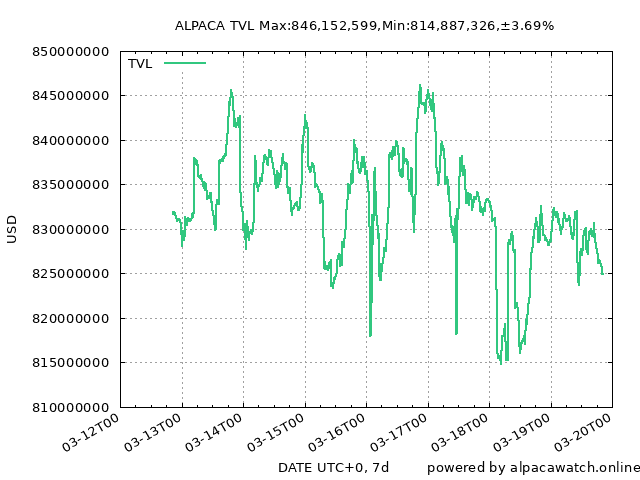 ALPACA TVL Max:846,152,599,Min:814,887,326,±3.69%
TVL
850000000
845000000
840000000
835000000
830000000
825000000
820000000
815000000
810000000
USD
03-12T00
03-13T00
03-14T00
03-15T00
03-16T00
03-17T00
03-18T00
03-19T00
03-20T00
DATE UTC+0, 7d
powered by alpacawatch.online